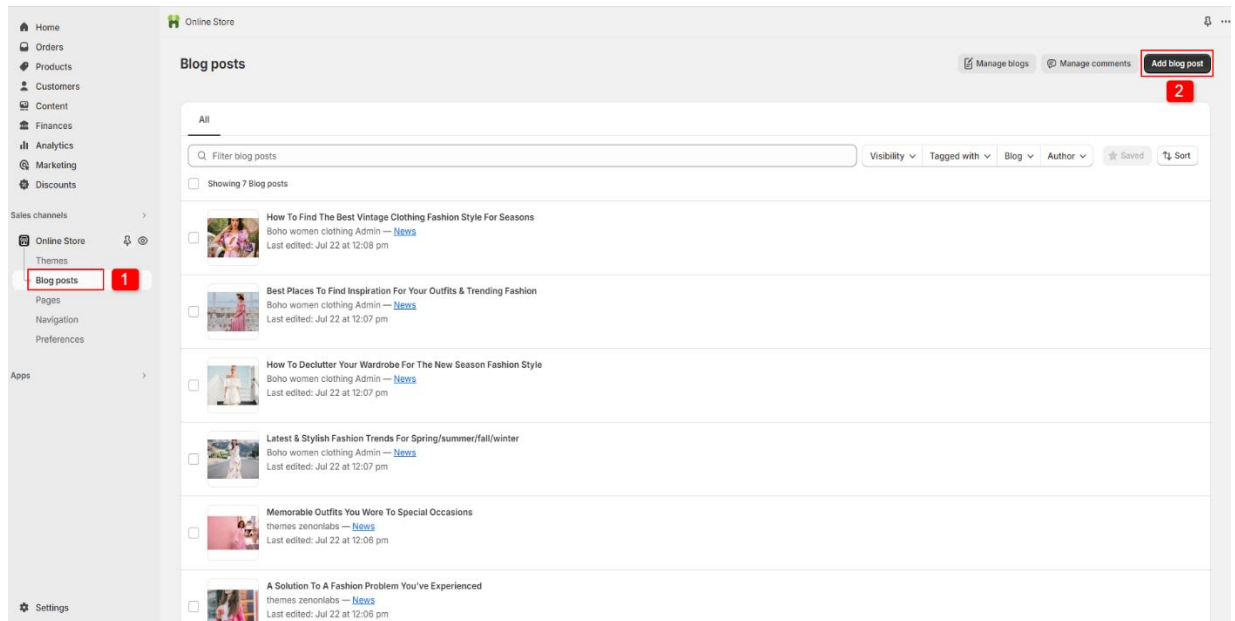 Home
Orders
Products
Customers
Content
Finances
Analytics
Marketing
Discounts
Sales channels
Online Store
Themes
Blog posts
1
Pages
Navigation
Preferences
Apps
Settings
Online Store
Blog posts
Manage blogs
Manage comments
Add blog post
2
All
Filter blog posts
Visibility
Tagged with
Blog
Author
Saved
Sort
Showing 7 Blog posts
How To Find The Best Vintage Clothing Fashion Style For Seasons
Boho women clothing Admin — News
Last edited: Jul 22 at 12:08 pm
Best Places To Find Inspiration For Your Outfits & Trending Fashion
Boho women clothing Admin — News
Last edited: Jul 22 at 12:07 pm
How To Declutter Your Wardrobe For The New Season Fashion Style
Boho women clothing Admin — News
Last edited: Jul 22 at 12:07 pm
Latest & Stylish Fashion Trends For Spring/summer/fall/winter
Boho women clothing Admin — News
Last edited: Jul 22 at 12:07 pm
Memorable Outfits You Wore To Special Occasions
themes zenonlabs — News
Last edited: Jul 22 at 12:06 pm
A Solution To A Fashion Problem You've Experienced
themes zenonlabs — News
Last edited: Jul 22 at 12:06 pm